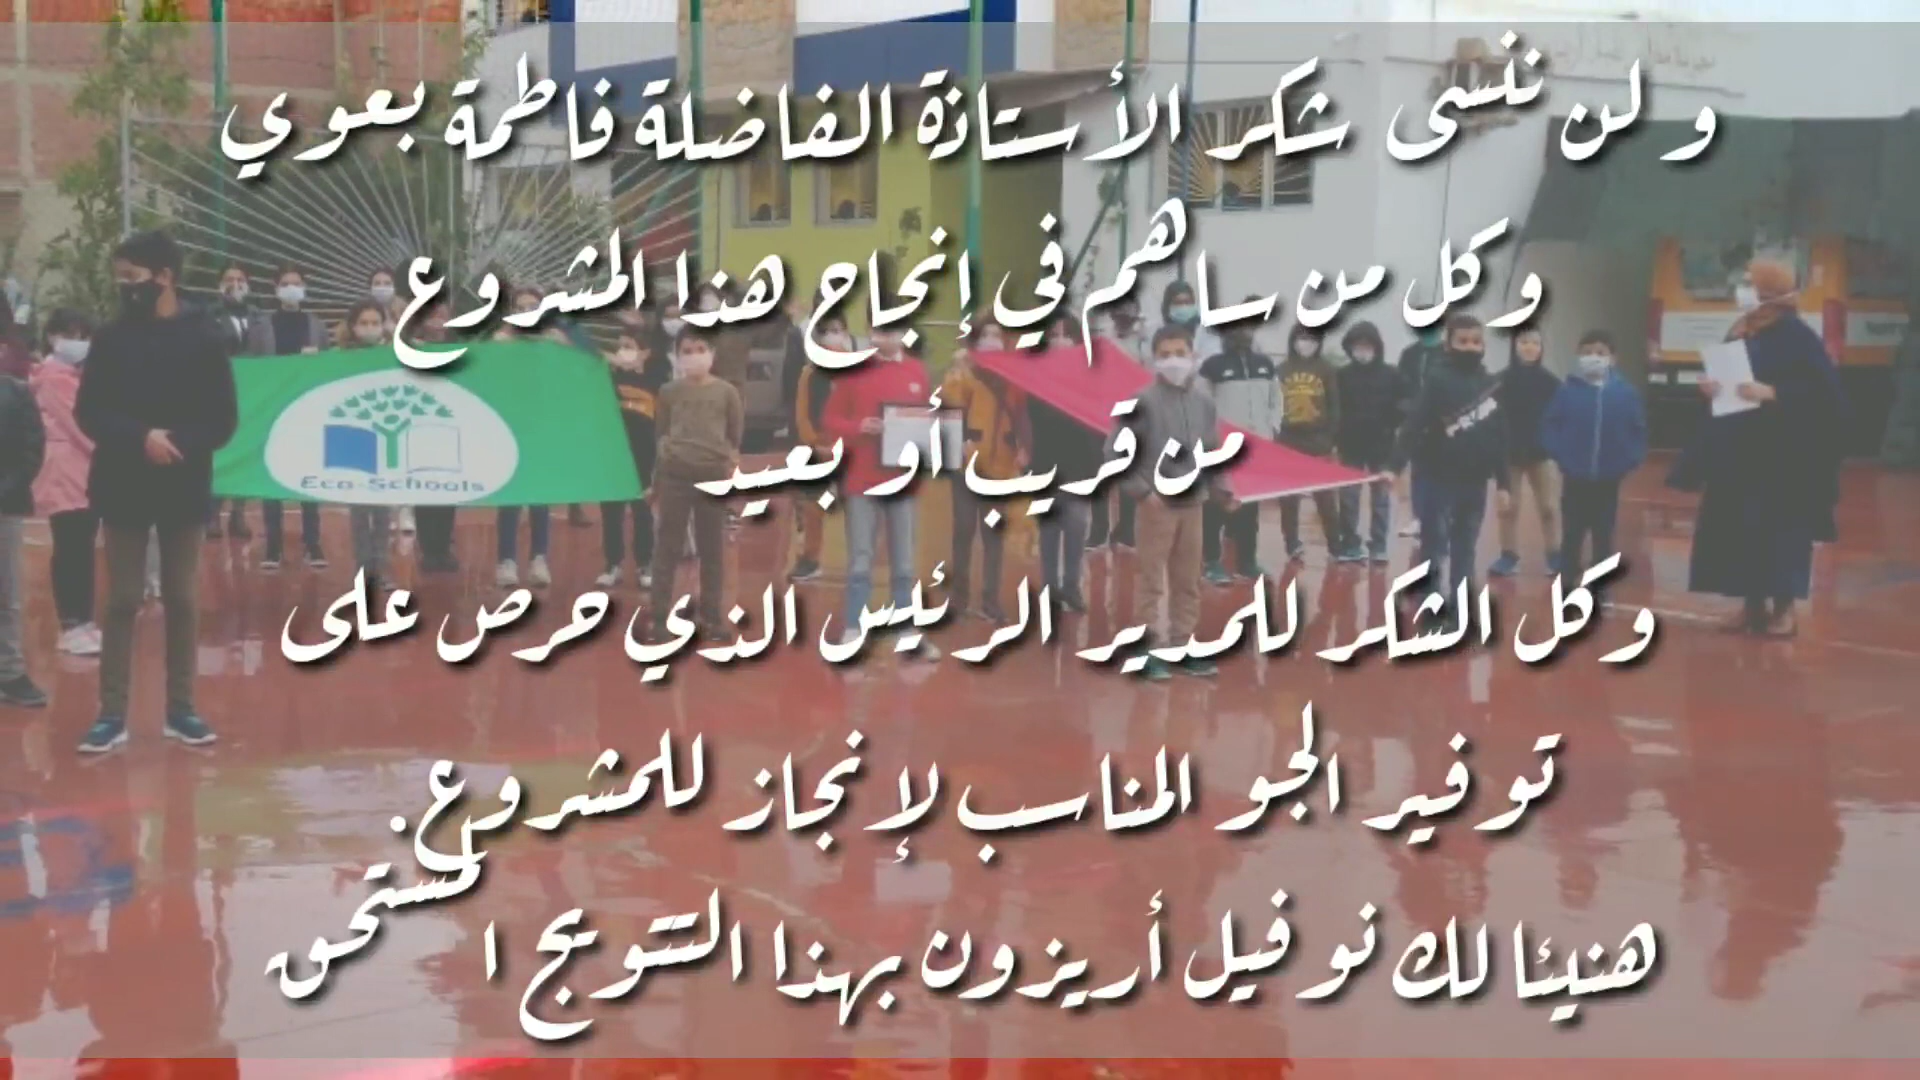 و لن ننسى شكر الأستاذة الفاضلة فاطمة بعوي
وكل من ساهم في إنجاح هذا المشروع
من قريب أو بعيد
وكل الشكر للمدير الرئيس الذي حرص على
توفير الجو المناسب لإنجاز للمشروع.
هنيئا لك نوفيل أريزون بهذا التتويج المستحق
Eco-Schools